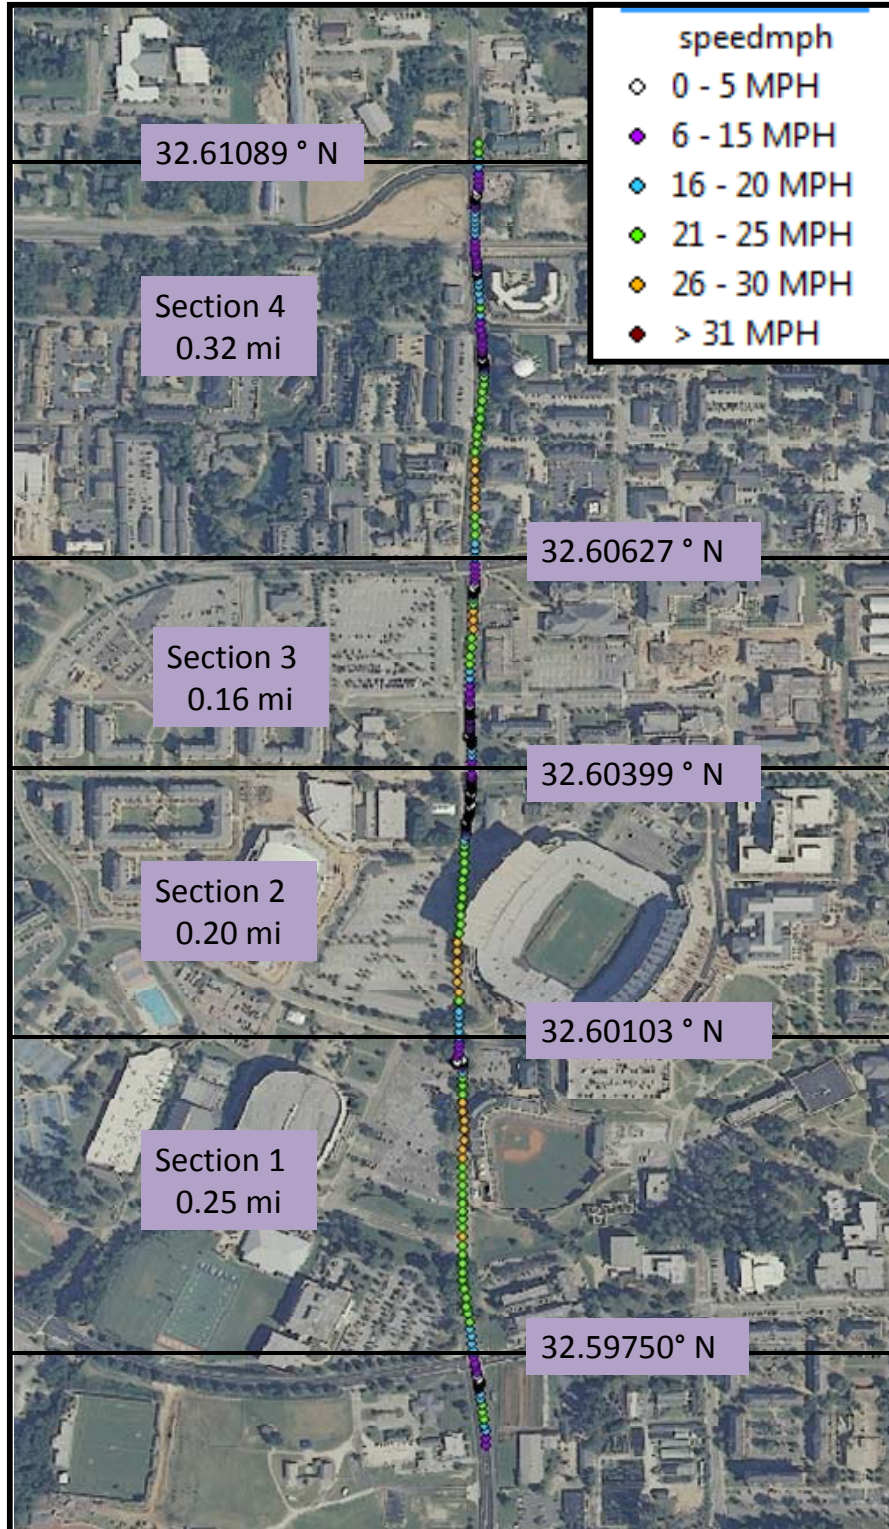 speedmph
0 - 5 MPH
6 - 15 MPH
16 - 20 MPH
21 - 25 MPH
26 - 30 MPH
> 31 MPH
32.61089 ° N
Section 4
0.32 mi
32.60627 ° N
Section 3
0.16 mi
32.60399 ° N
Section 2
0.20 mi
32.60103 ° N
Section 1
0.25 mi
32.59750° N